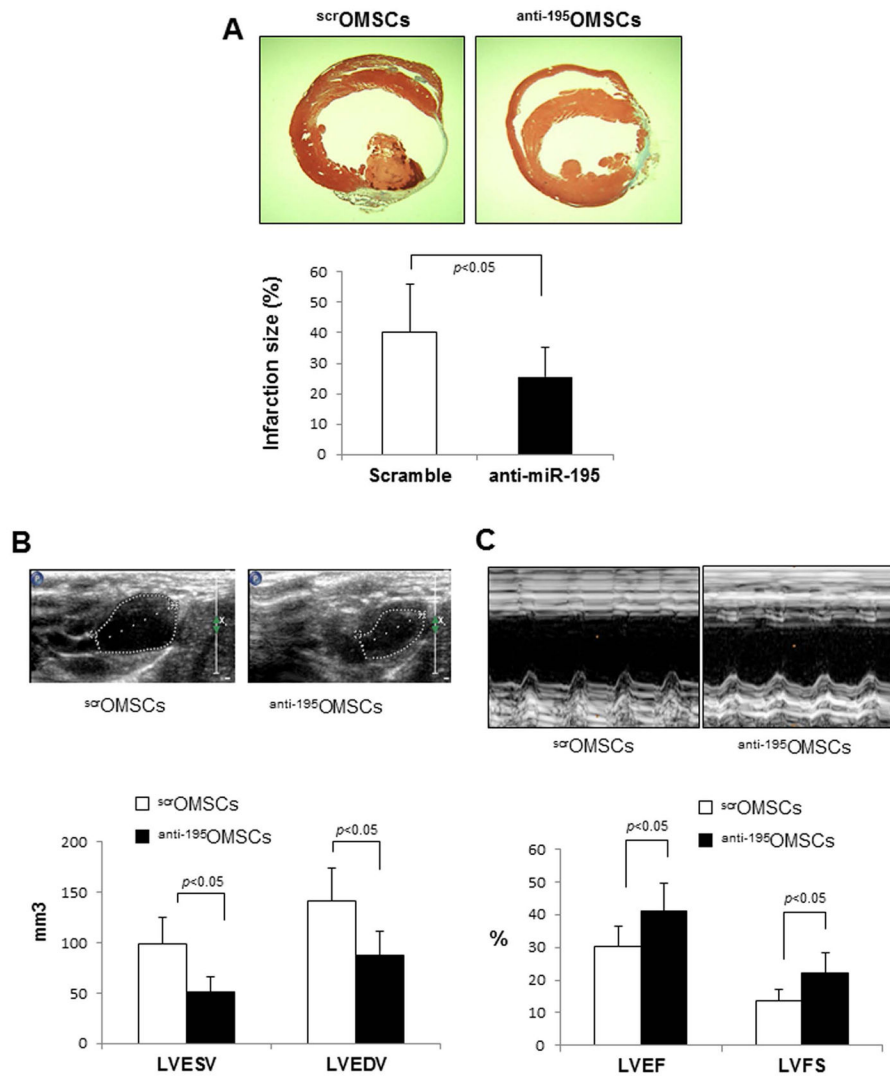 A
scrOMSCs
anti-195OMSCs
Infarction size (%)
60
50
40
30
20
10
0
p<0.05
Scramble
anti-miR-195
B
scrOMSCs
anti-195OMSCs
scrOMSCs
anti-195OMSCs
mm3
200
150
100
50
0
p<0.05
p<0.05
LVESV
LVEDV
C
scrOMSCs
anti-195OMSCs
scrOMSCs
anti-195OMSCs
%
60
50
40
30
20
10
0
p<0.05
p<0.05
LVEF
LVFS